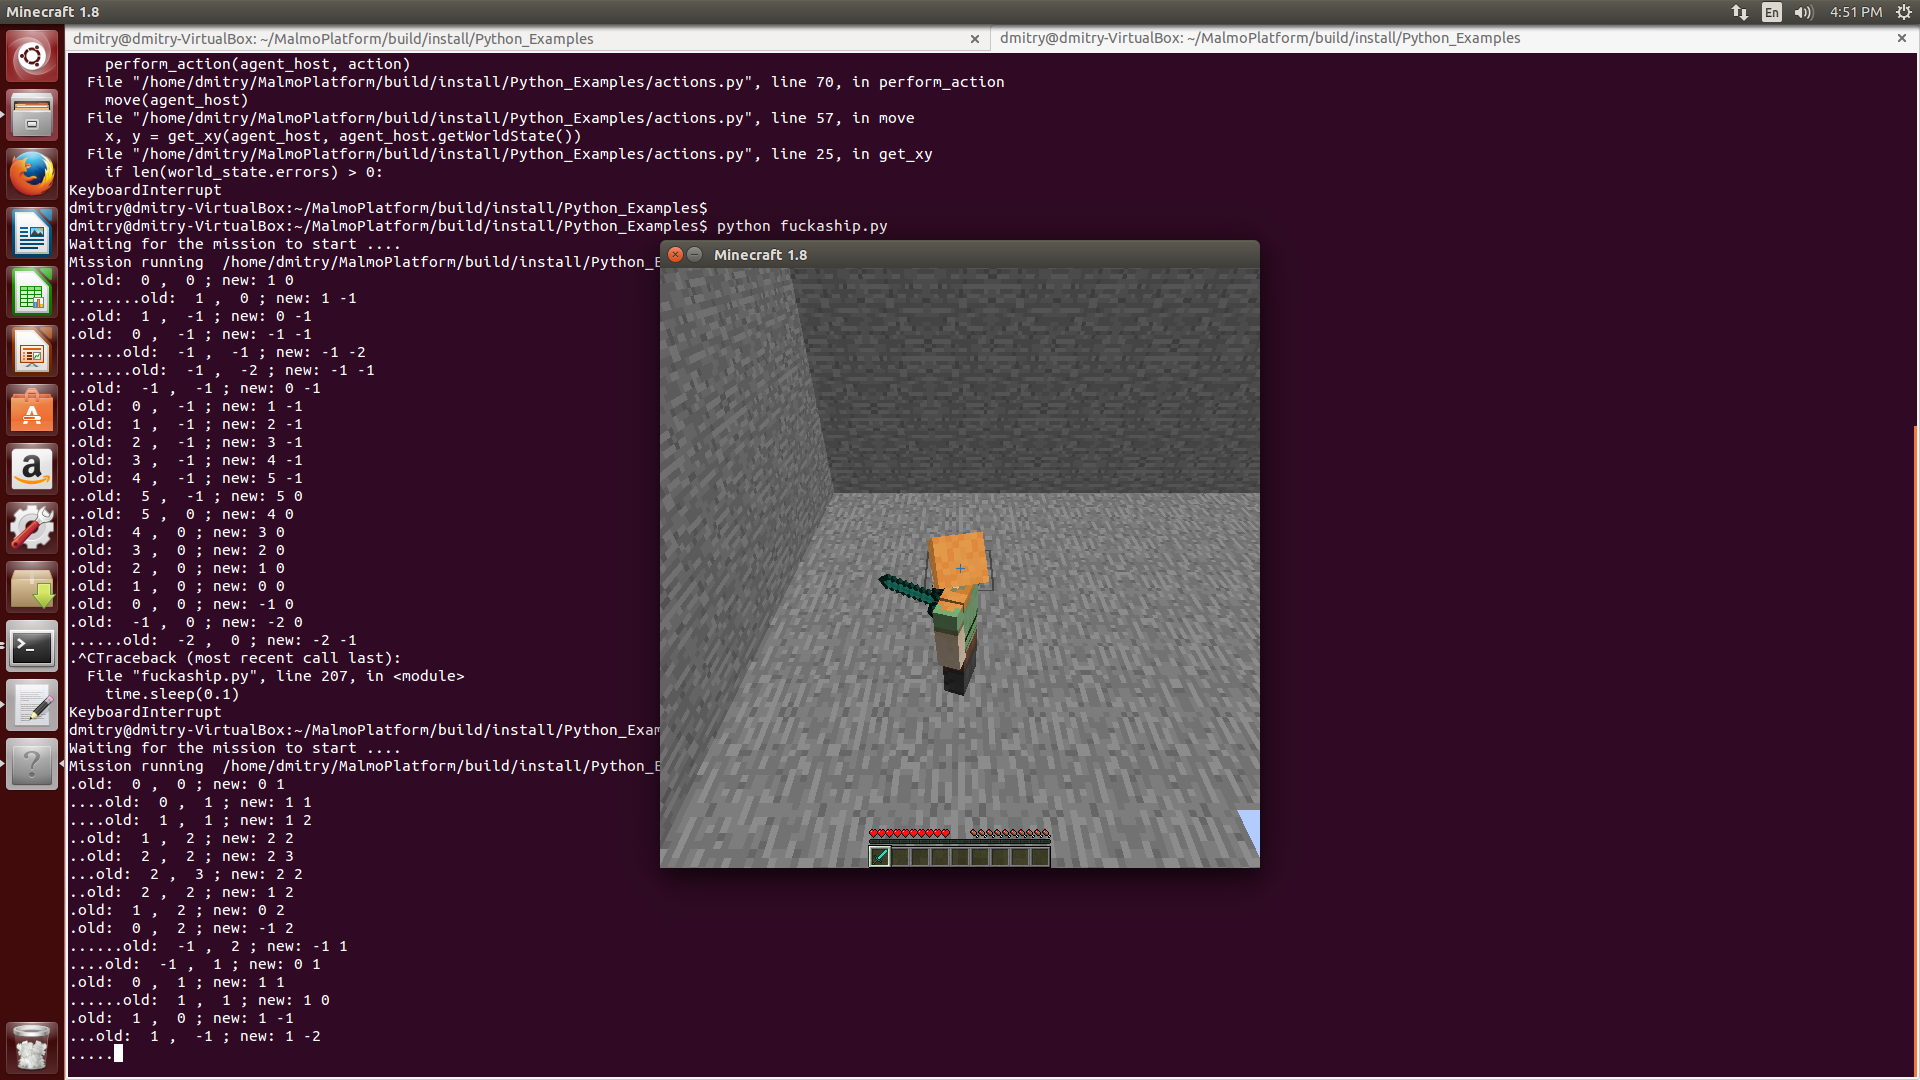 Minecraft 1.8
En
4:51 PM
dmitry@dmitry-VirtualBox: ~/MalmoPlatform/build/install/Python_Examples
dmitry@dmitry-VirtualBox: ~/MalmoPlatform/build/install/Python_Examples
perform_action(agent_host, action)
File "/home/dmitry/MalmoPlatform/build/install/Python_Examples/actions.py", line 70, in perform_action
move(agent_host)
File "/home/dmitry/MalmoPlatform/build/install/Python_Examples/actions.py", line 57, in move
x, y = get_xy(agent_host, agent_host.getWorldState())
File "/home/dmitry/MalmoPlatform/build/install/Python_Examples/actions.py", line 25, in get_xy
if len(world_state.errors) > 0:
KeyboardInterrupt
dmitry@dmitry-VirtualBox:~/MalmoPlatform/build/install/Python_Examples$
dmitry@dmitry-VirtualBox:~/MalmoPlatform/build/install/Python_Examples$ python fuckaship.py
Waiting for the mission to start ....
Mission running  /home/dmitry/MalmoPlatform/build/install/Python_E
..old:  0 ,  0 ; new: 1 0
........old:  1 ,  0 ; new: 1 -1
..old:  1 ,  -1 ; new: 0 -1
.old:  0 ,  -1 ; new: -1 -1
......old:  -1 ,  -1 ; new: -1 -2
.......old:  -1 ,  -2 ; new: -1 -1
..old:  -1 ,  -1 ; new: 0 -1
.old:  0 ,  -1 ; new: 1 -1
.old:  1 ,  -1 ; new: 2 -1
.old:  2 ,  -1 ; new: 3 -1
.old:  3 ,  -1 ; new: 4 -1
.old:  4 ,  -1 ; new: 5 -1
..old:  5 ,  -1 ; new: 5 0
..old:  5 ,  0 ; new: 4 0
.old:  4 ,  0 ; new: 3 0
.old:  3 ,  0 ; new: 2 0
.old:  2 ,  0 ; new: 1 0
.old:  1 ,  0 ; new: 0 0
.old:  0 ,  0 ; new: -1 0
.old:  -1 ,  0 ; new: -2 0
......old:  -2 ,  0 ; new: -2 -1
.^CTraceback (most recent call last):
File "fuckaship.py", line 207, in <module>
time.sleep(0.1)
KeyboardInterrupt
dmitry@dmitry-VirtualBox:~/MalmoPlatform/build/install/Python_Exam
Waiting for the mission to start ....
Mission running  /home/dmitry/MalmoPlatform/build/install/Python_E
.old:  0 ,  0 ; new: 0 1
....old:  0 ,  1 ; new: 1 1
....old:  1 ,  1 ; new: 1 2
..old:  1 ,  2 ; new: 2 2
..old:  2 ,  2 ; new: 2 3
...old:  2 ,  3 ; new: 2 2
..old:  2 ,  2 ; new: 1 2
.old:  1 ,  2 ; new: 0 2
.old:  0 ,  2 ; new: -1 2
......old:  -1 ,  2 ; new: -1 1
....old:  -1 ,  1 ; new: 0 1
.old:  0 ,  1 ; new: 1 1
......old:  1 ,  1 ; new: 1 0
.old:  1 ,  0 ; new: 1 -1
...old:  1 ,  -1 ; new: 1 -2
.....
Minecraft 1.8